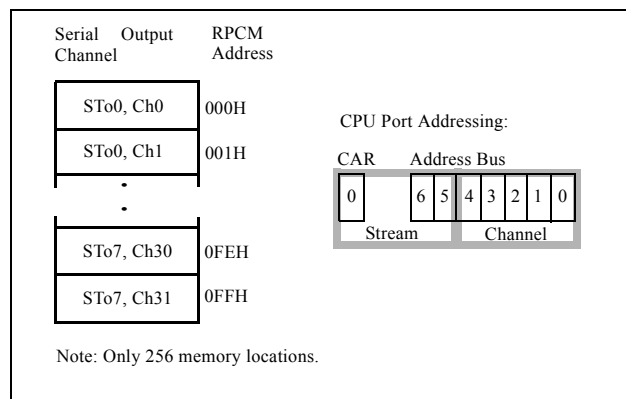 Serial Output Channel
RPCM Address
STo0, Ch0 000H
STo0, Ch1 001H
STo7, Ch30 0FEH
STo7, Ch31 0FFH
CPU Port Addressing:
CAR Address Bus
0 6 5 4 3 2 1 0
Stream Channel
Note: Only 256 memory locations.